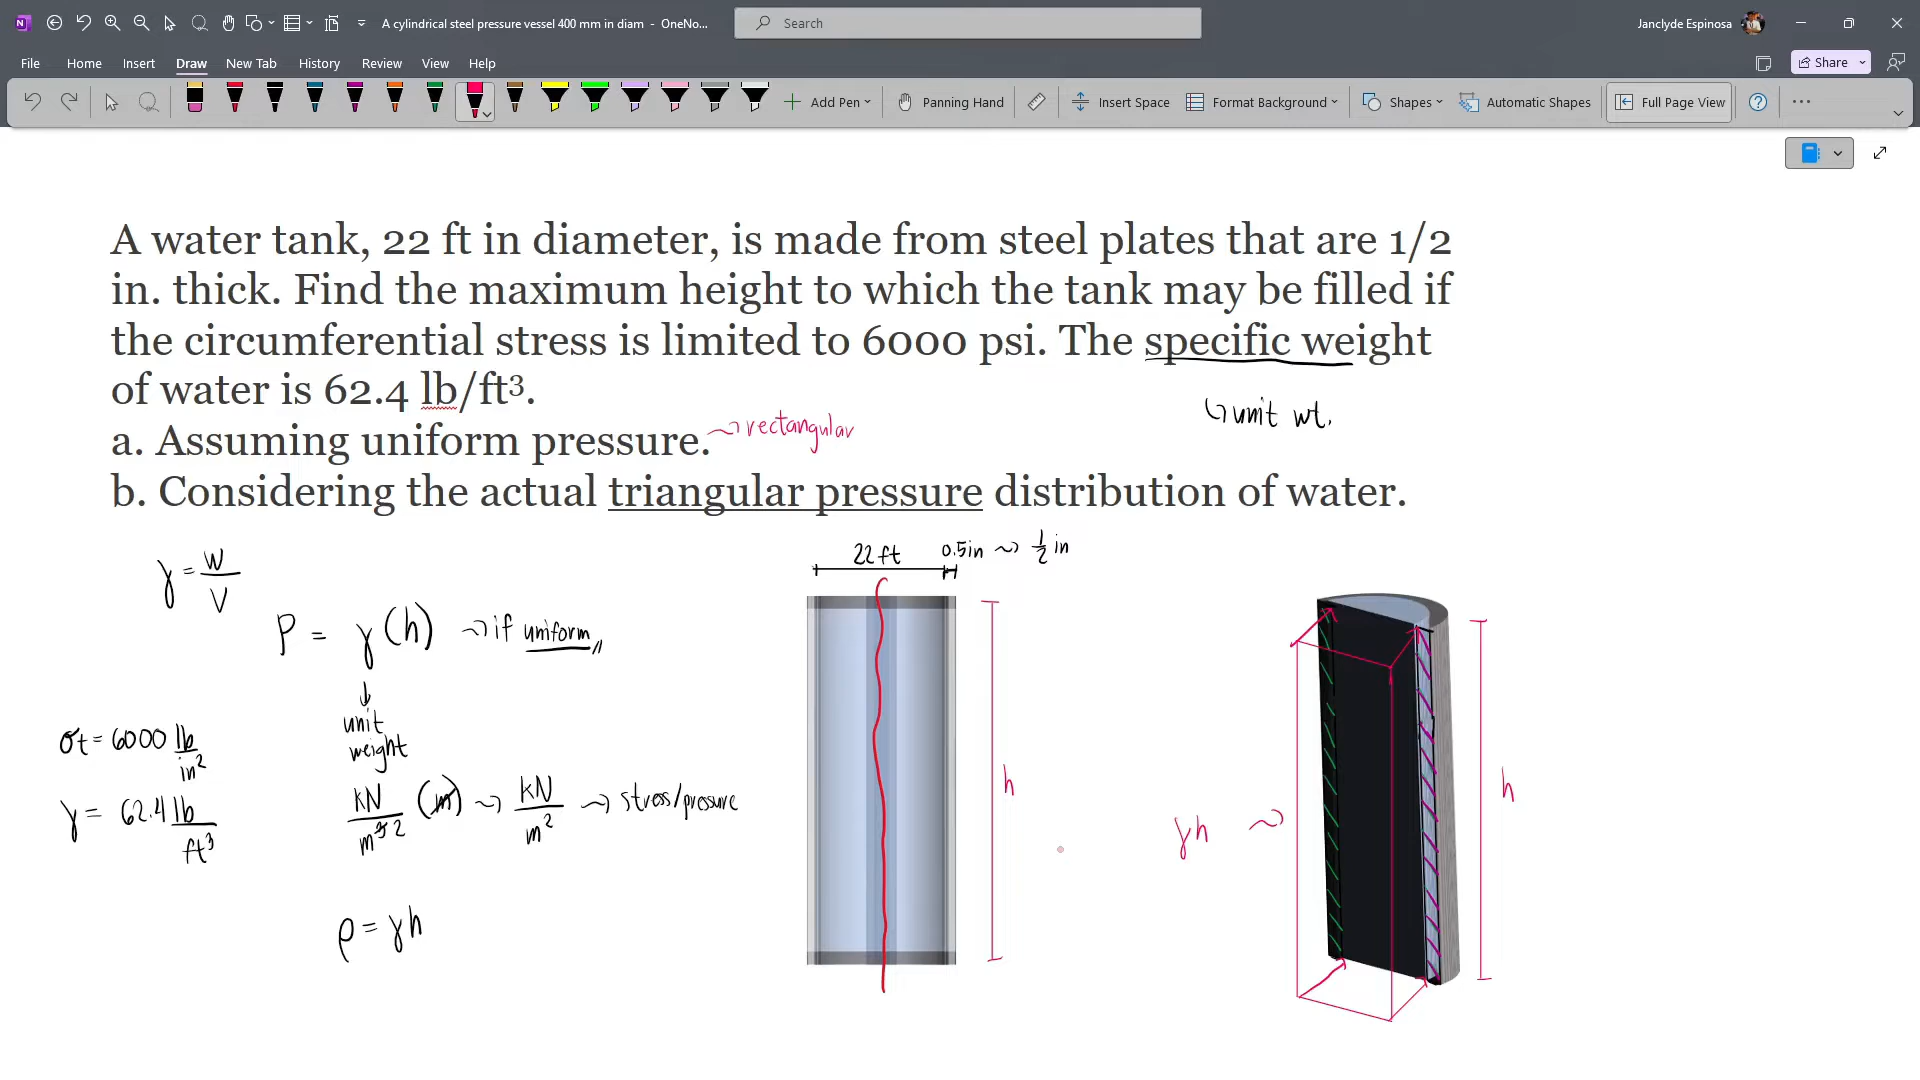 A cylindrical steel pressure vessel 400 mm in diam - OneNo...
Search
Janclyde Espinosa
File Home Insert Draw New Tab History Review View Help
Share
Add Pen Panning Hand Insert Space Format Background Shapes Automatic Shapes Full Page View
A water tank, 22 ft in diameter, is made from steel plates that are 1/2
in. thick. Find the maximum height to which the tank may be filled if
the circumferential stress is limited to 6000 psi. The specific weight
of water is 62.4 lb/ft³.
unit wt.
a. Assuming uniform pressure.
rectangular
b. Considering the actual triangular pressure distribution of water.
22 ft 0.5in ~> 1/2 in
γ = W/V
P = γ(h) ~> if uniform,,
unit
weight
σt = 6000 lb/in²
γ = 62.4 lb/ft³
kN/m³2 (m) ~> kN/m² ~> stress/pressure
ρ = γh
h
γh ~>
h